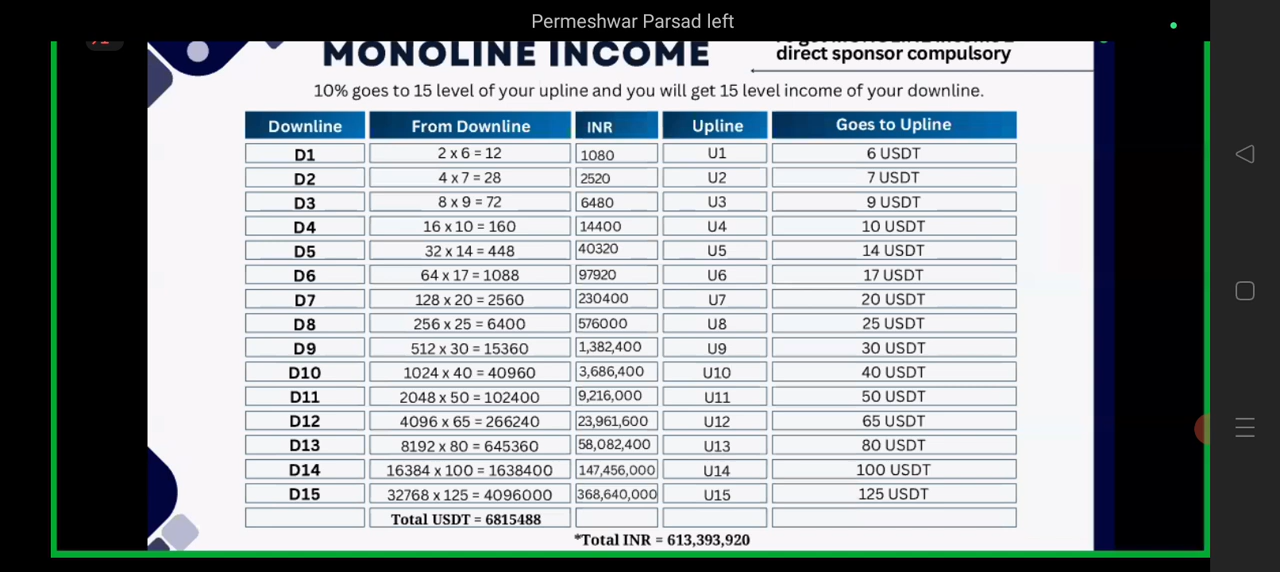 Permeshwar Parsad left
MONOLINE INCOME
direct sponsor compulsory
10% goes to 15 level of your upline and you will get 15 level income of your downline.
Downline From Downline INR Upline Goes to Upline
D1 2 x 6 = 12 1080 U1 6 USDT
D2 4 x 7 = 28 2520 U2 7 USDT
D3 8 x 9 = 72 6480 U3 9 USDT
D4 16 x 10 = 160 14400 U4 10 USDT
D5 32 x 14 = 448 40320 U5 14 USDT
D6 64 x 17 = 1088 97920 U6 17 USDT
D7 128 x 20 = 2560 230400 U7 20 USDT
D8 256 x 25 = 6400 576000 U8 25 USDT
D9 512 x 30 = 15360 1,382,400 U9 30 USDT
D10 1024 x 40 = 40960 3,686,400 U10 40 USDT
D11 2048 x 50 = 102400 9,216,000 U11 50 USDT
D12 4096 x 65 = 266240 23,961,600 U12 65 USDT
D13 8192 x 80 = 645360 58,082,400 U13 80 USDT
D14 16384 x 100 = 1638400 147,456,000 U14 100 USDT
D15 32768 x 125 = 4096000 368,640,000 U15 125 USDT
Total USDT = 6815488
*Total INR = 613,393,920